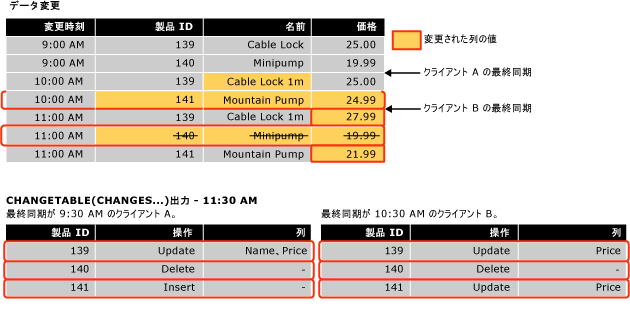 データ変更
変更時刻 製品 ID 名前 価格
9:00 AM 139 Cable Lock 25.00
9:00 AM 140 Minipump 19.99
10:00 AM 139 Cable Lock 1m 25.00
10:00 AM 141 Mountain Pump 24.99
11:00 AM 139 Cable Lock 1m 27.99
11:00 AM 140 Minipump 19.99
11:00 AM 141 Mountain Pump 21.99
変更された列の値
クライアント A の最終同期
クライアント B の最終同期
CHANGETABLE(CHANGES...)出力 - 11:30 AM
最終同期が 9:30 AM のクライアント A。
製品 ID 操作 列
139 Update Name、Price
140 Delete -
141 Insert -
最終同期が 10:30 AM のクライアント B。
製品 ID 操作 列
139 Update Price
140 Delete -
141 Update Price